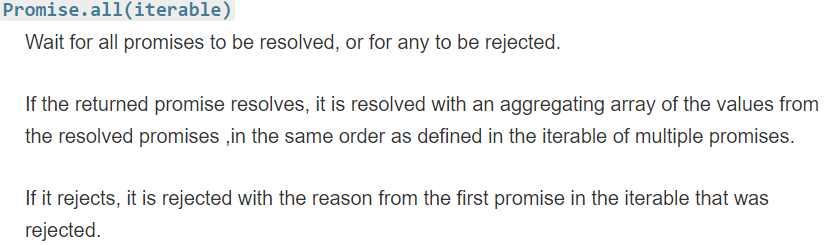 Promise.all(iterable)
Wait for all promises to be resolved, or for any to be rejected.
If the returned promise resolves, it is resolved with an aggregating array of the values from
the resolved promises ,in the same order as defined in the iterable of multiple promises.
If it rejects, it is rejected with the reason from the first promise in the iterable that was
rejected.